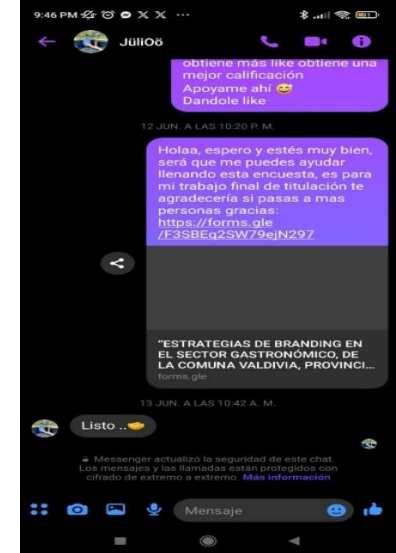 9:46 PM
JüliOö
obtiene más like obtiene una
mejor calificación
Apoyame ahí 😅
Dandole like
12 JUN. A LAS 10:20 P. M.
Holaa, espero y estés muy bien,
será que me puedes ayudar
llenando esta encuesta, es para
mi trabajo final de titulación te
agradecería si pasas a mas
personas gracias:
https://forms.gle
/F3SBEq2SW79ejN297
"ESTRATEGIAS DE BRANDING EN
EL SECTOR GASTRONÓMICO, DE
LA COMUNA VALDIVIA, PROVINCI...
forms.gle
13 JUN. A LAS 10:42 A. M.
Listo ..🤝
Messenger actualizó la seguridad de este chat.
Los mensajes y las llamadas están protegidos con
cifrado de extremo a extremo. Más información
Mensaje